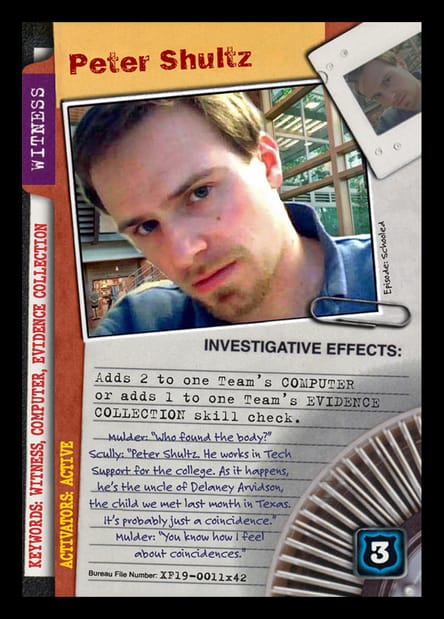 Peter Shultz
WITNESS
KEYWORDS: WITNESS, COMPUTER, EVIDENCE COLLECTION
ACTIVATORS: ACTIVE
Episode: Schooled
INVESTIGATIVE EFFECTS:
Adds 2 to one Team's COMPUTER
or adds 1 to one Team's EVIDENCE
COLLECTION skill check.
Mulder: "Who found the body?"
Scully: "Peter Shultz. He works in Tech
Support for the college. As it happens,
he's the uncle of Delaney Arvidson,
the child we met last month in Texas.
It's probably just a coincidence."
Mulder: "You know how I feel
about coincidences."
3
Bureau File Number: XF19-0011x42